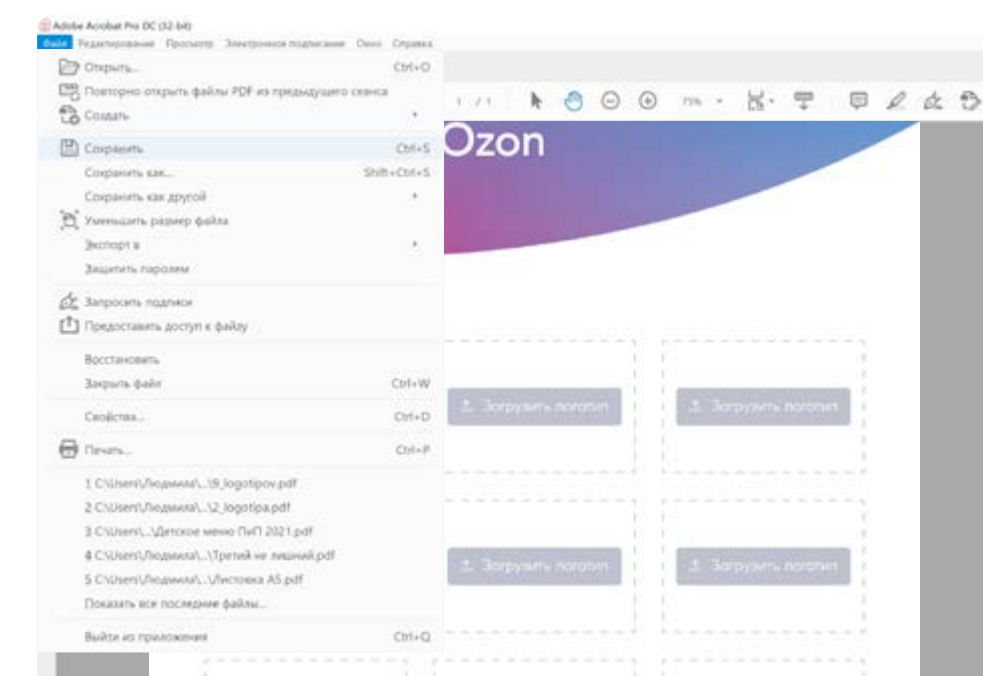 Adobe Acrobat Pro DC (32-bit)
Файл Редактирование Просмотр Электронное подписание Окно Справка
Открыть... Ctrl+O
Повторно открыть файлы PDF из предыдущего сеанса
Создать
Сохранить Ctrl+S
Сохранить как... Shift+Ctrl+S
Сохранить как другой
Уменьшить размер файла
Экспорт в
Защитить паролем
Запросить подписи
Предоставить доступ к файлу
Восстановить
Закрыть файл Ctrl+W
Свойства... Ctrl+D
Печать... Ctrl+P
1 C:\Users\Людмила\...\9_logotipov.pdf
2 C:\Users\Людмила\...\2_logotipa.pdf
3 C:\Users\...\Детское меню ПиП 2021.pdf
4 C:\Users\Людмила\...\Третий не лишний.pdf
5 C:\Users\Людмила\...\Листовка А5.pdf
Показать все последние файлы...
Выйти из приложения Ctrl+Q
1 / 1 75%
Ozon
Загрузить логотип Загрузить логотип
Загрузить логотип Загрузить логотип